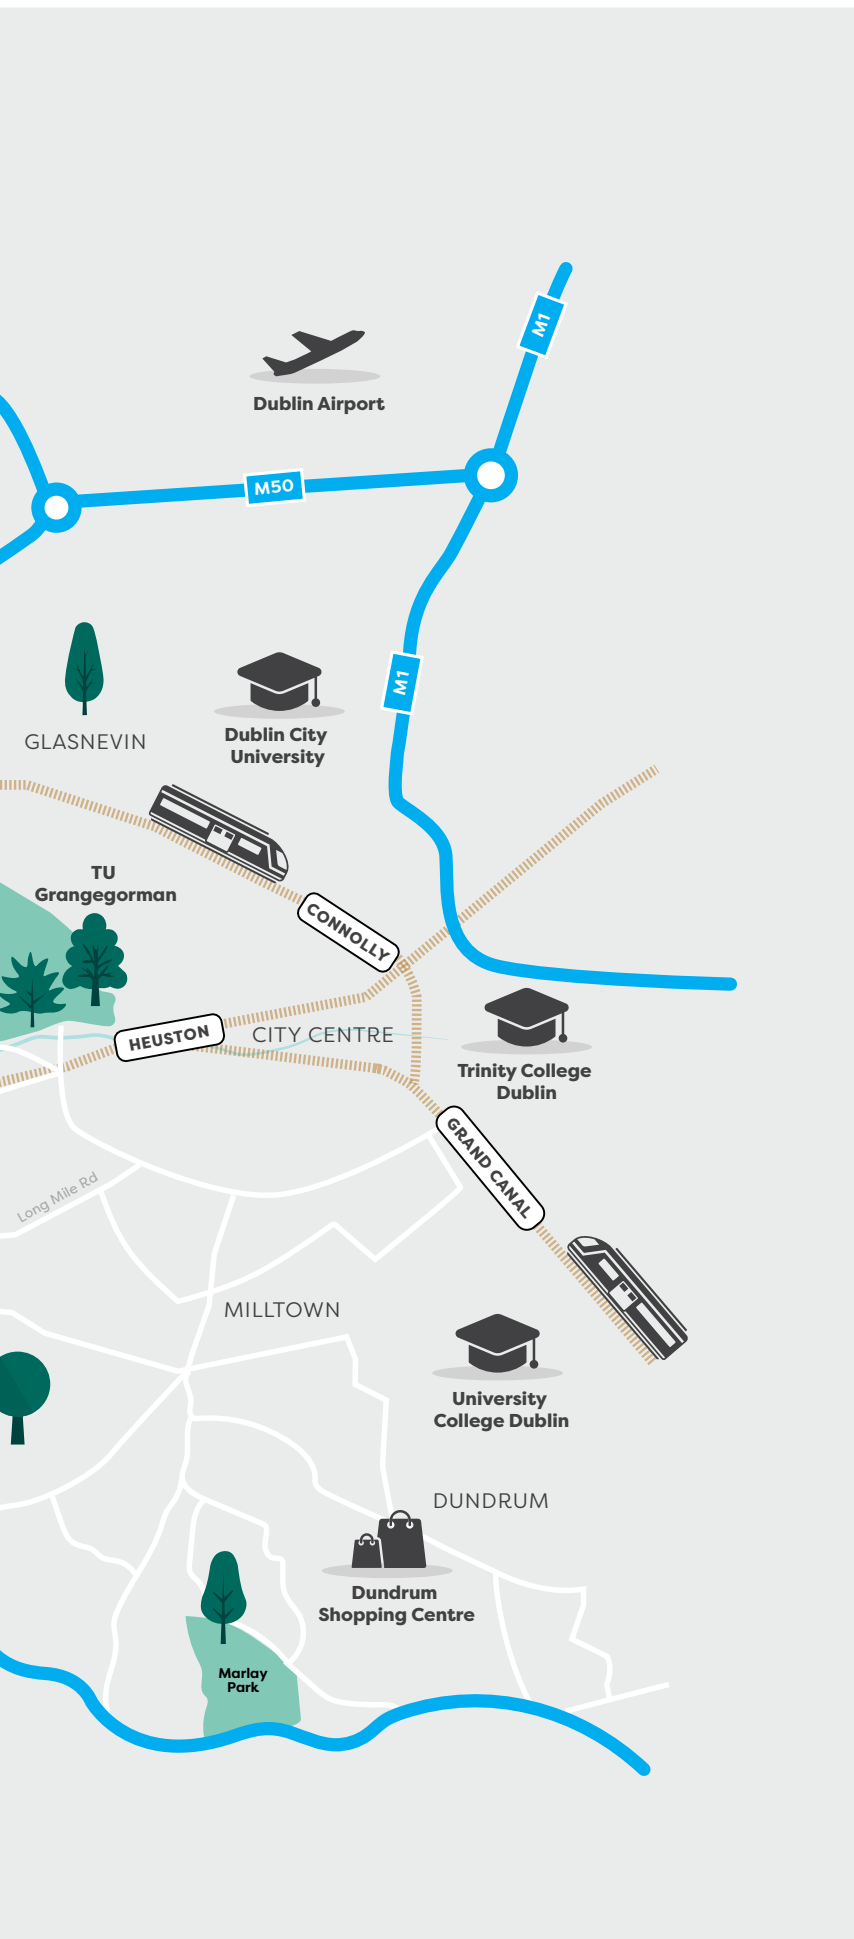 M1
Dublin Airport
M50
M1
Dublin City
University
GLASNEVIN
TU
Grangegorman
CONNOLLY
HEUSTON
CITY CENTRE
Trinity College
Dublin
GRAND CANAL
Long Mile Rd
MILLTOWN
University
College Dublin
DUNDRUM
Dundrum
Shopping Centre
Marlay
Park